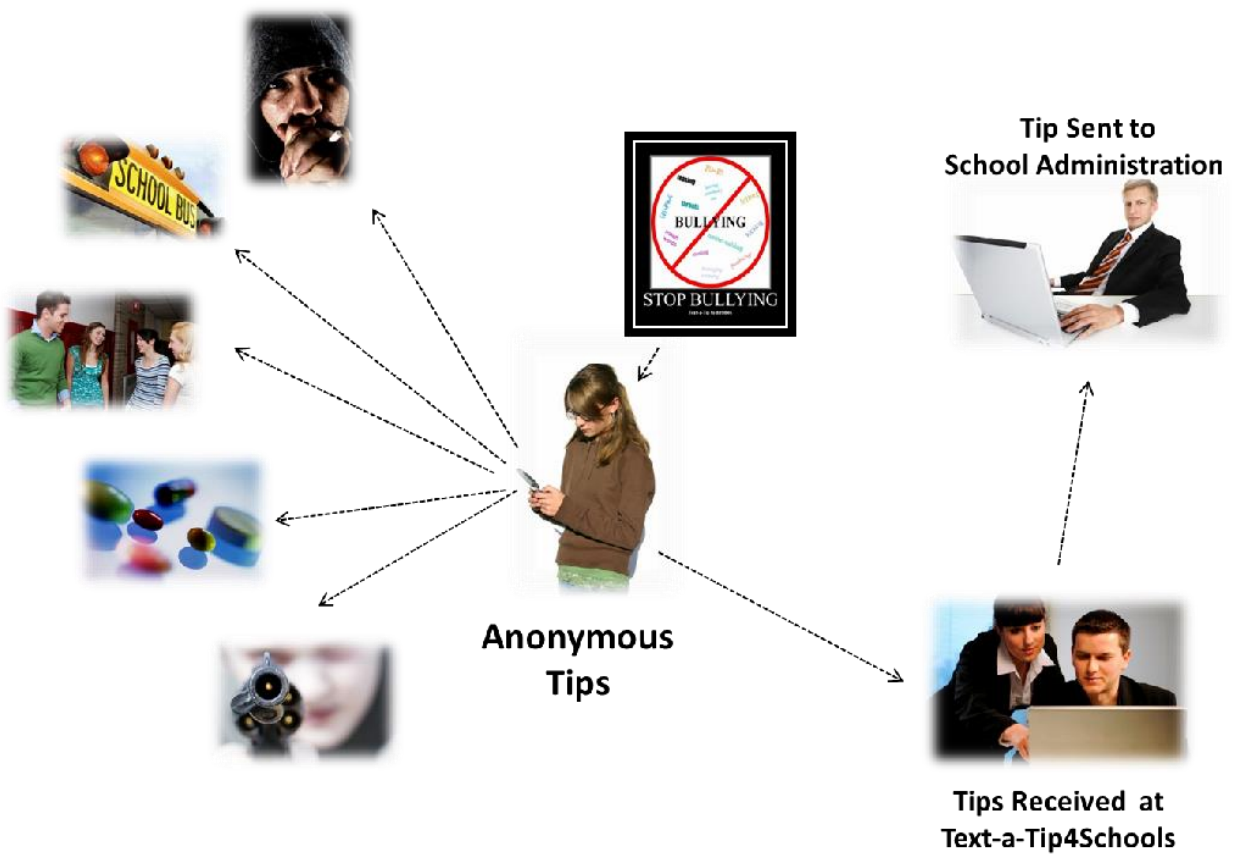 SCHOOL BUS
BULLYING
STOP BULLYING
Tip Sent to
School Administration
Anonymous
Tips
Tips Received at
Text-a-Tip4Schools